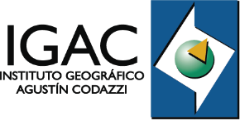 IGAC
INSTITUTO GEOGRÁFICO
AGUSTÍN CODAZZI